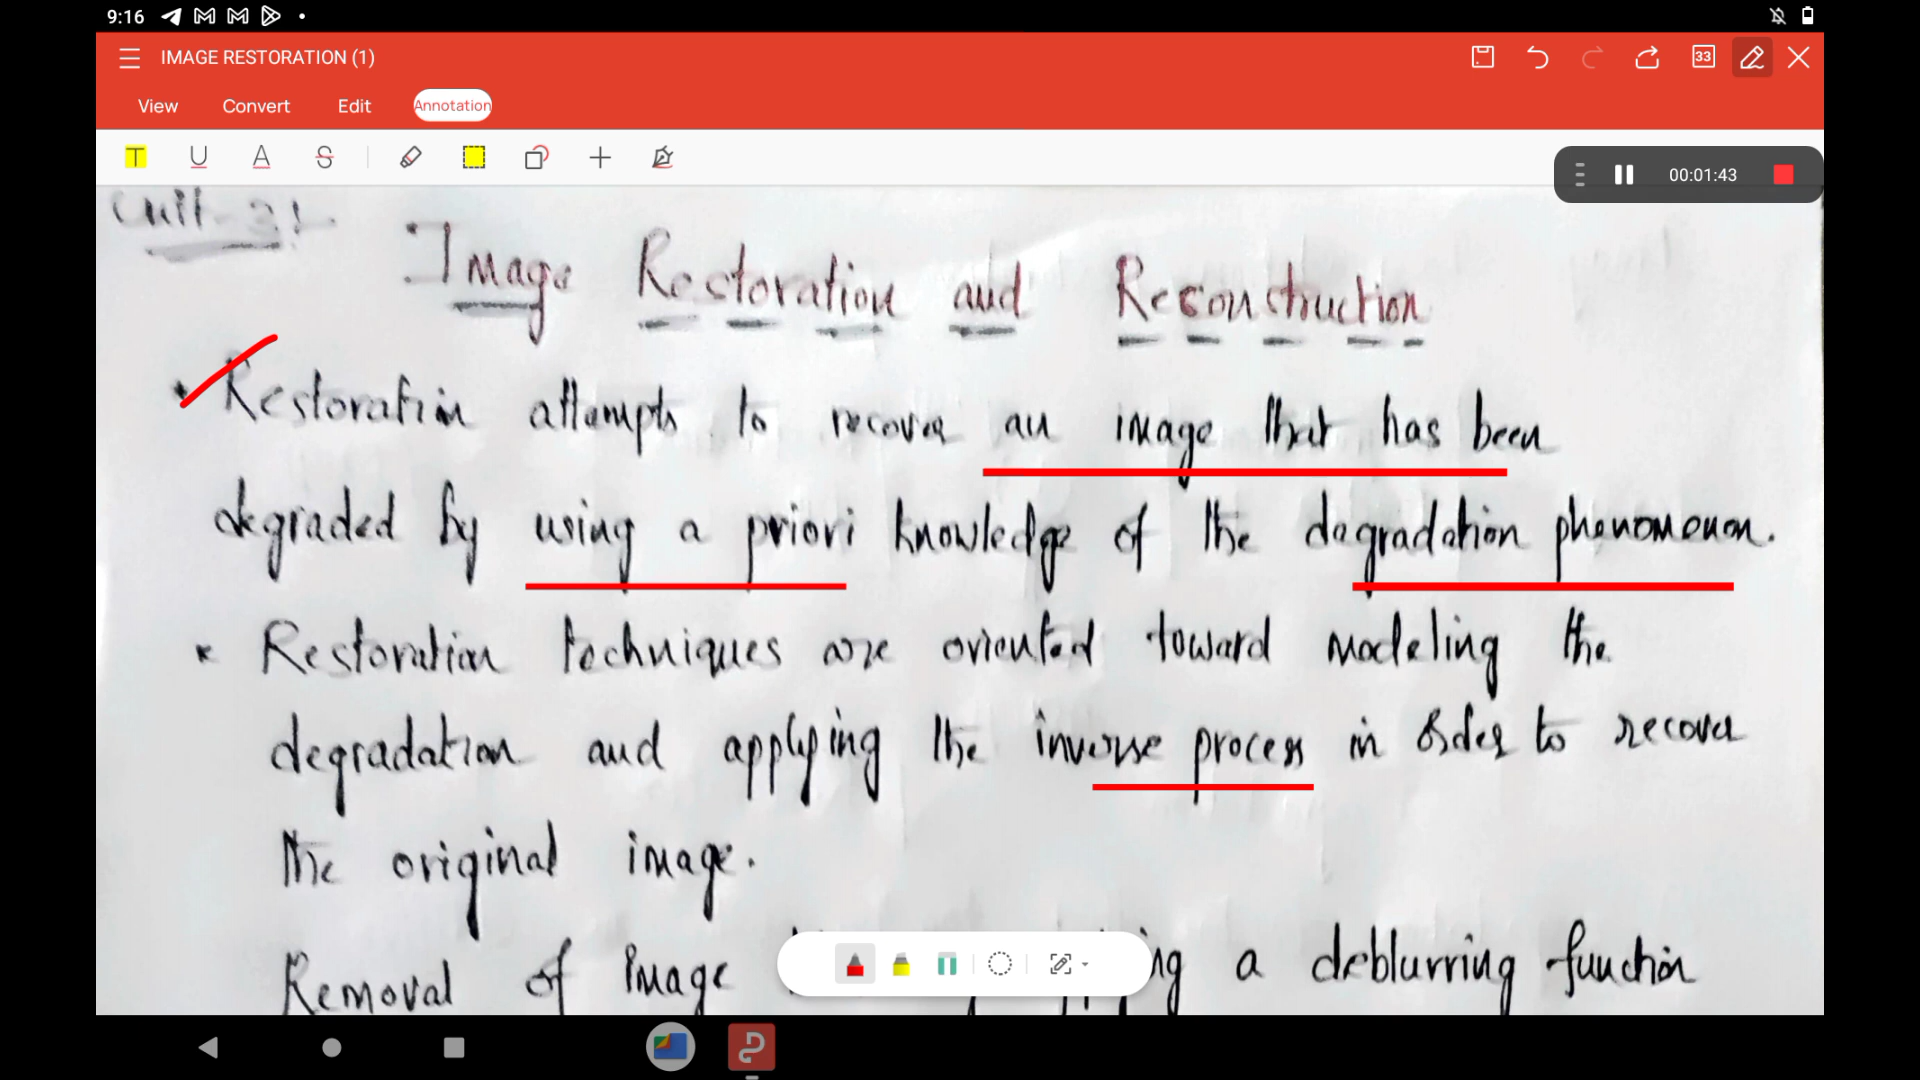 9:16
IMAGE RESTORATION (1)
33
View Convert Edit Annotation
T U A S
00:01:43
Unit-3:
Image Restoration and Reconstruction
* Restoration attempts to recover an image that has been
degraded by using a priori knowledge of the degradation phenomenon.
* Restoration techniques are oriented toward modeling the
degradation and applying the inverse process in order to recover
the original image.
Removal of Image a deblurring function